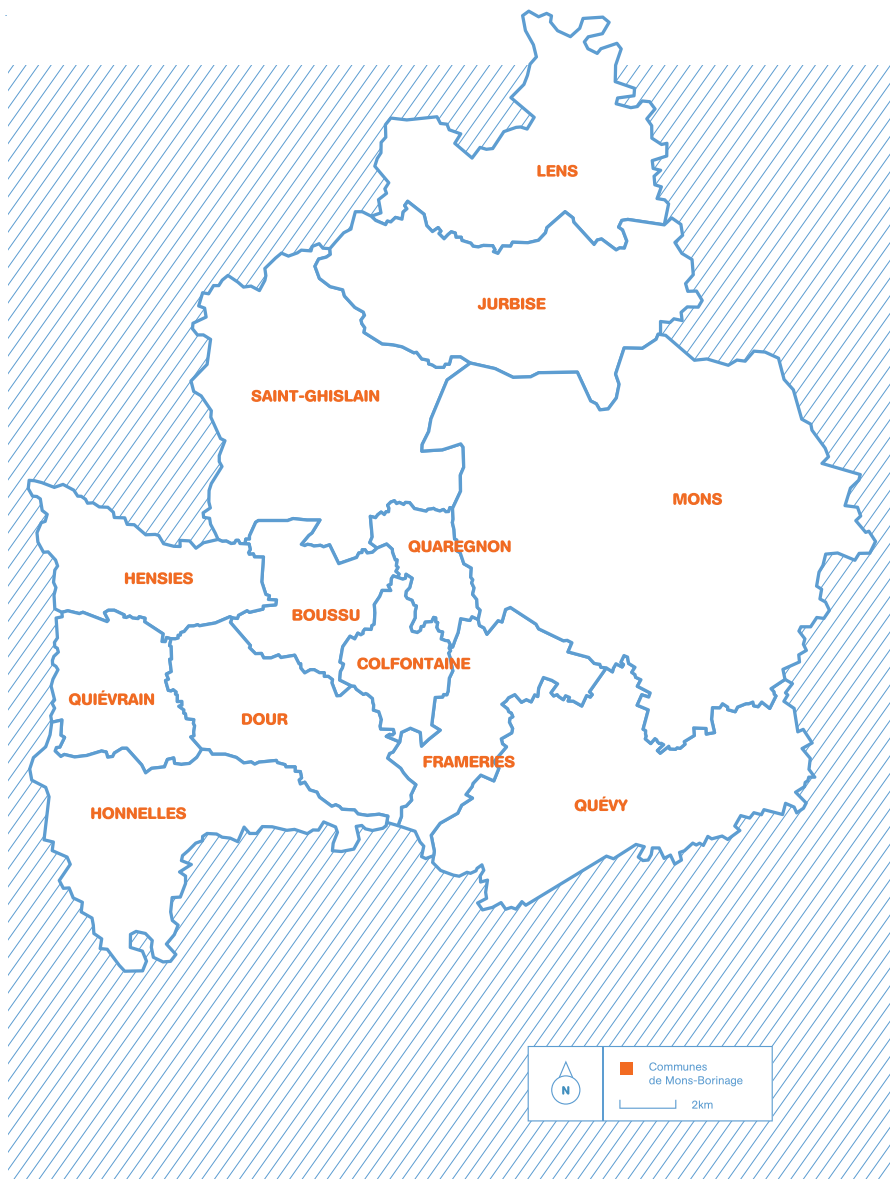 LENS
JURBISE
SAINT-GHISLAIN
MONS
QUAREGNON
HENSIES
BOUSSU
COLFONTAINE
QUIÉVRAIN
DOUR
FRAMERIES
QUÉVY
HONNELLES
N
Communes
de Mons-Borinage
2km